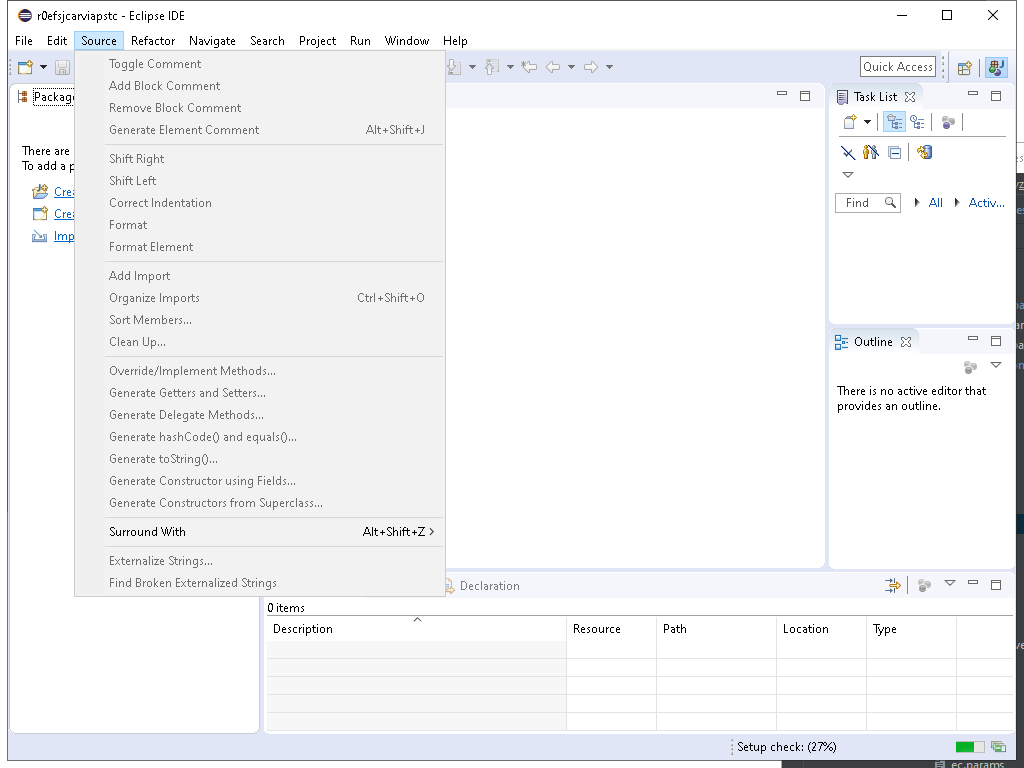 r0efsjcarviapstc - Eclipse IDE
File Edit Source Refactor Navigate Search Project Run Window Help
Quick Access
Toggle Comment
Add Block Comment
Remove Block Comment
Generate Element Comment Alt+Shift+J
Shift Right
Shift Left
Correct Indentation
Format
Format Element
Add Import
Organize Imports Ctrl+Shift+O
Sort Members...
Clean Up...
Override/Implement Methods...
Generate Getters and Setters...
Generate Delegate Methods...
Generate hashCode() and equals()...
Generate toString()...
Generate Constructor using Fields...
Generate Constructors from Superclass...
Surround With Alt+Shift+Z
Externalize Strings...
Find Broken Externalized Strings
Packag
There are
To add a p
Crea
Crea
Imp
Task List
Find All Activ...
Outline
There is no active editor that
provides an outline.
Declaration
0 items
Description Resource Path Location Type
Setup check: (27%)
ec.params